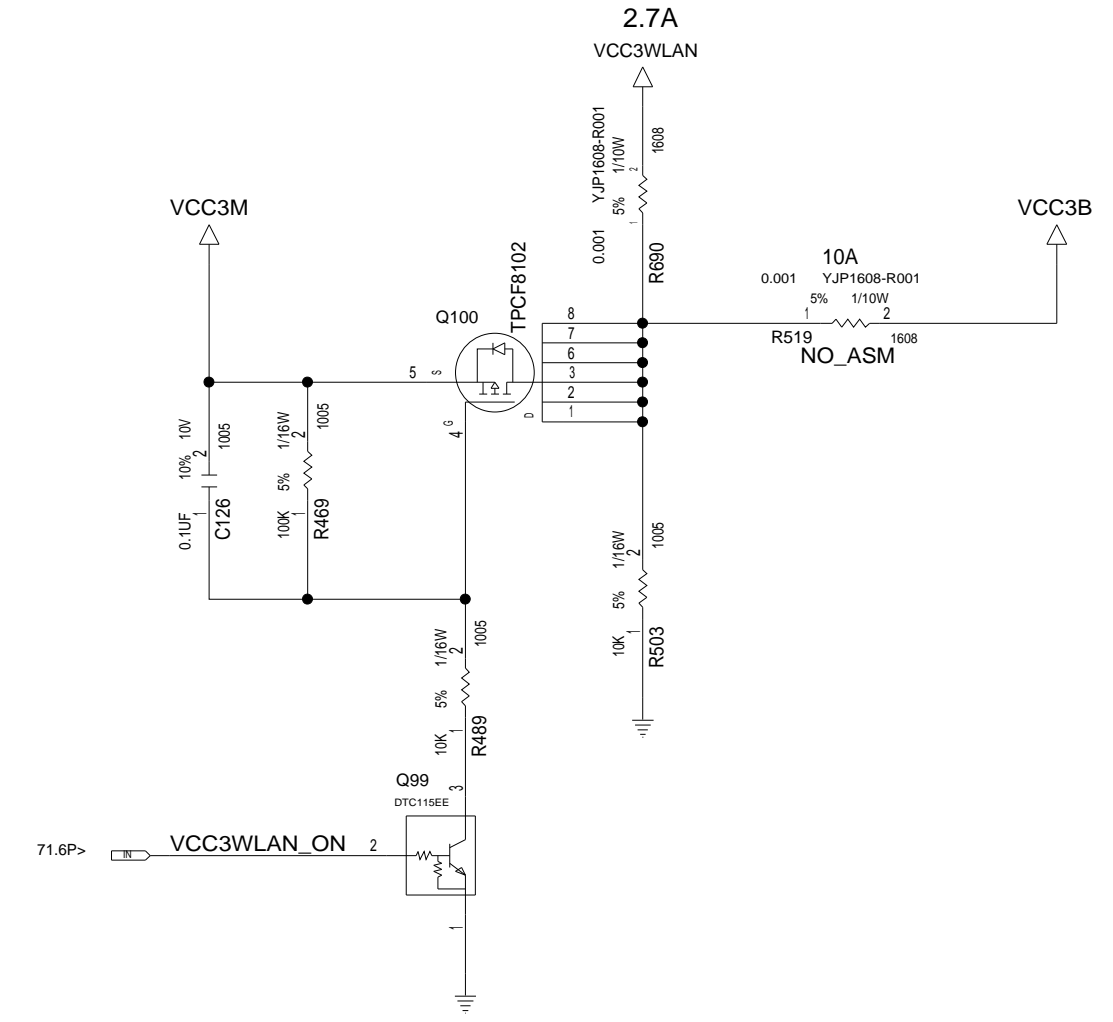 2.7A
VCC3WLAN
YJP1608-R001
1/10W
1608
2
5%
1
0.001
R690
VCC3M
VCC3B
10A
0.001 YJP1608-R001
5% 1/10W
1 2
R519 1608
NO_ASM
Q100
TPCF8102
8
7
6
3
2
1
5 S
G
4
D
10V
10% 2 1005
1
0.1UF
C126
1/16W
2 1005
5%
100K 1
R469
1/16W
2 1005
5%
10K 1
R503
1/16W
2 1005
5%
10K 1
R489
Q99
DTC115EE
3
71.6P> IN VCC3WLAN_ON 2
1